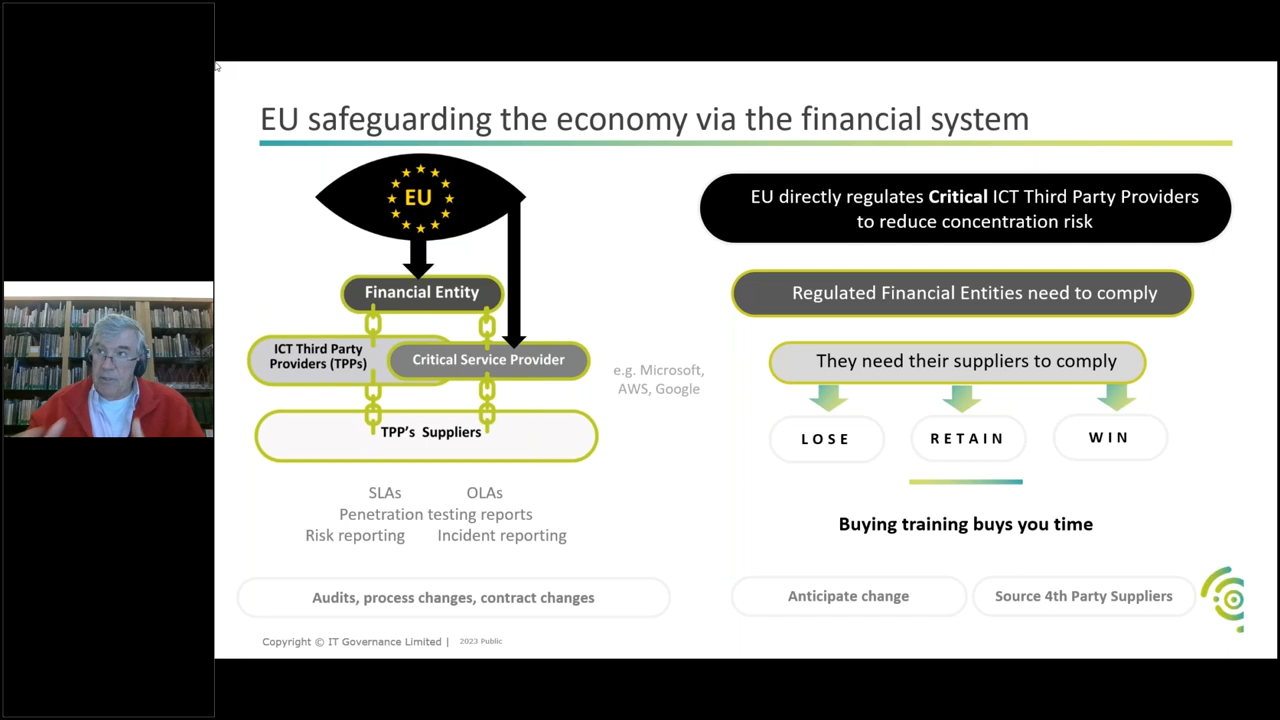 EU safeguarding the economy via the financial system
EU
Financial Entity
ICT Third Party
Providers (TPPs)
Critical Service Provider
e.g. Microsoft,
AWS, Google
TPP's Suppliers
SLAs OLAs
Penetration testing reports
Risk reporting Incident reporting
Audits, process changes, contract changes
EU directly regulates Critical ICT Third Party Providers
to reduce concentration risk
Regulated Financial Entities need to comply
They need their suppliers to comply
LOSE RETAIN WIN
Buying training buys you time
Anticipate change Source 4th Party Suppliers
Copyright © IT Governance Limited | 2023 Public